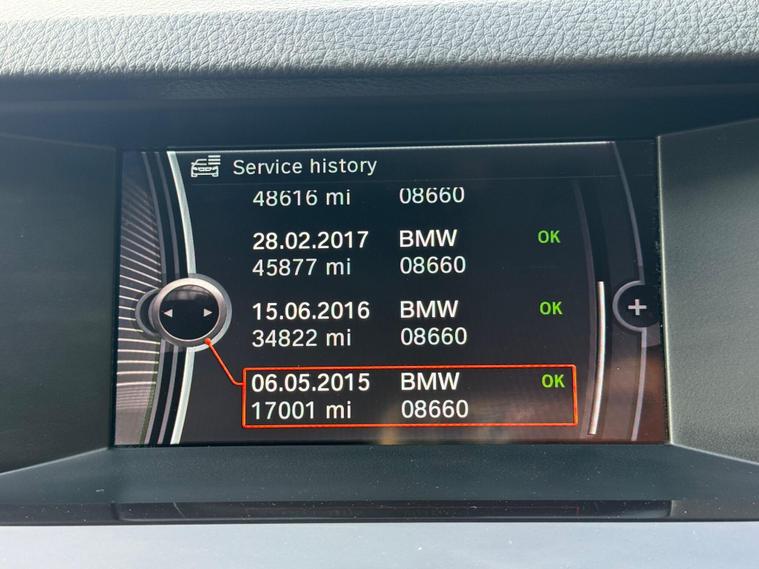 Service history
48616 mi 08660
28.02.2017 BMW OK
45877 mi 08660
15.06.2016 BMW OK
34822 mi 08660
06.05.2015 BMW OK
17001 mi 08660